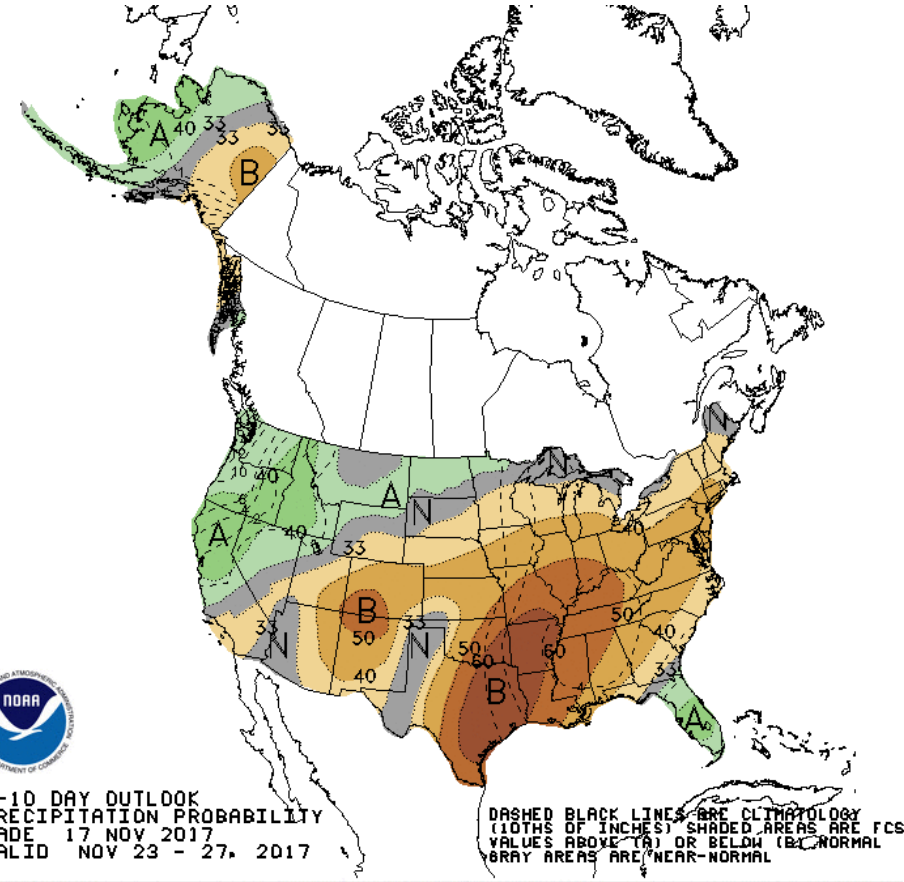 A 40 33 33 33
B
A 40
10
A 40
A N N
33
B
50
40
33 N
33 N
50
60 60
B
50
40
33
40
N
A
NOAA
-10 DAY OUTLOOK
RECIPITATION PROBABILITY
ADE 17 NOV 2017
ALID NOV 23 - 27, 2017
DASHED BLACK LINES ARE CLIMATOLOGY
(10THS OF INCHES) SHADED AREAS ARE FCS
VALUES ABOVE (A) OR BELOW (B) NORMAL
GRAY AREAS ARE NEAR-NORMAL